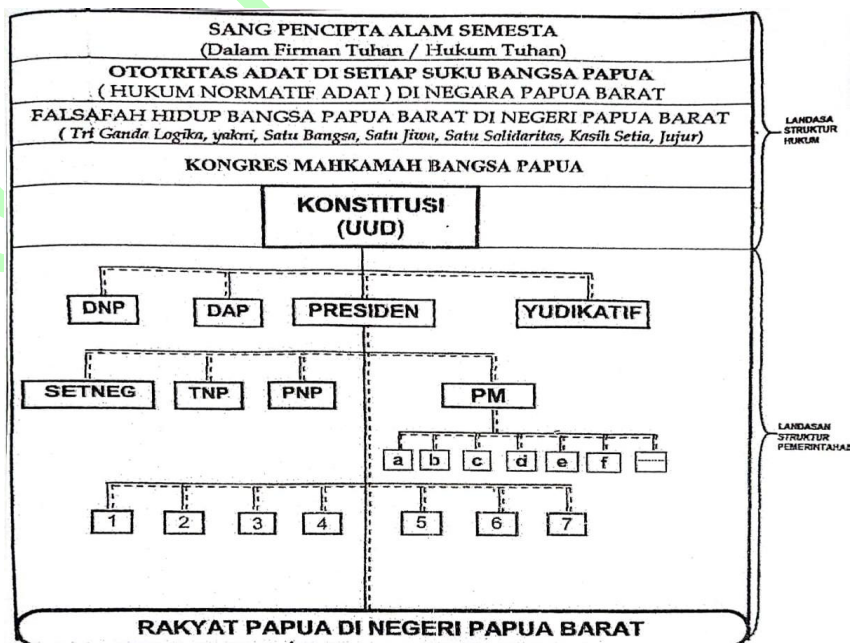 SANG PENCIPTA ALAM SEMESTA
(Dalam Firman Tuhan / Hukum Tuhan)
OTOTRITAS ADAT DI SETIAP SUKU BANGSA PAPUA
( HUKUM NORMATIF ADAT ) DI NEGARA PAPUA BARAT
FALSAFAH HIDUP BANGSA PAPUA BARAT DI NEGERI PAPUA BARAT
( Tri Ganda Logika, yakni, Satu Bangsa, Satu Jiwa, Satu Solidaritas, Kasih Setia, Jujur)
KONGRES MAHKAMAH BANGSA PAPUA
LANDASA
STRUKTUR
HUKUM
KONSTITUSI
(UUD)
DNP DAP PRESIDEN YUDIKATIF
SETNEG TNP PNP PM
a b c d e f
LANDASAN
STRUKTUR
PEMERINTAHAN
1 2 3 4 5 6 7
RAKYAT PAPUA DI NEGERI PAPUA BARAT